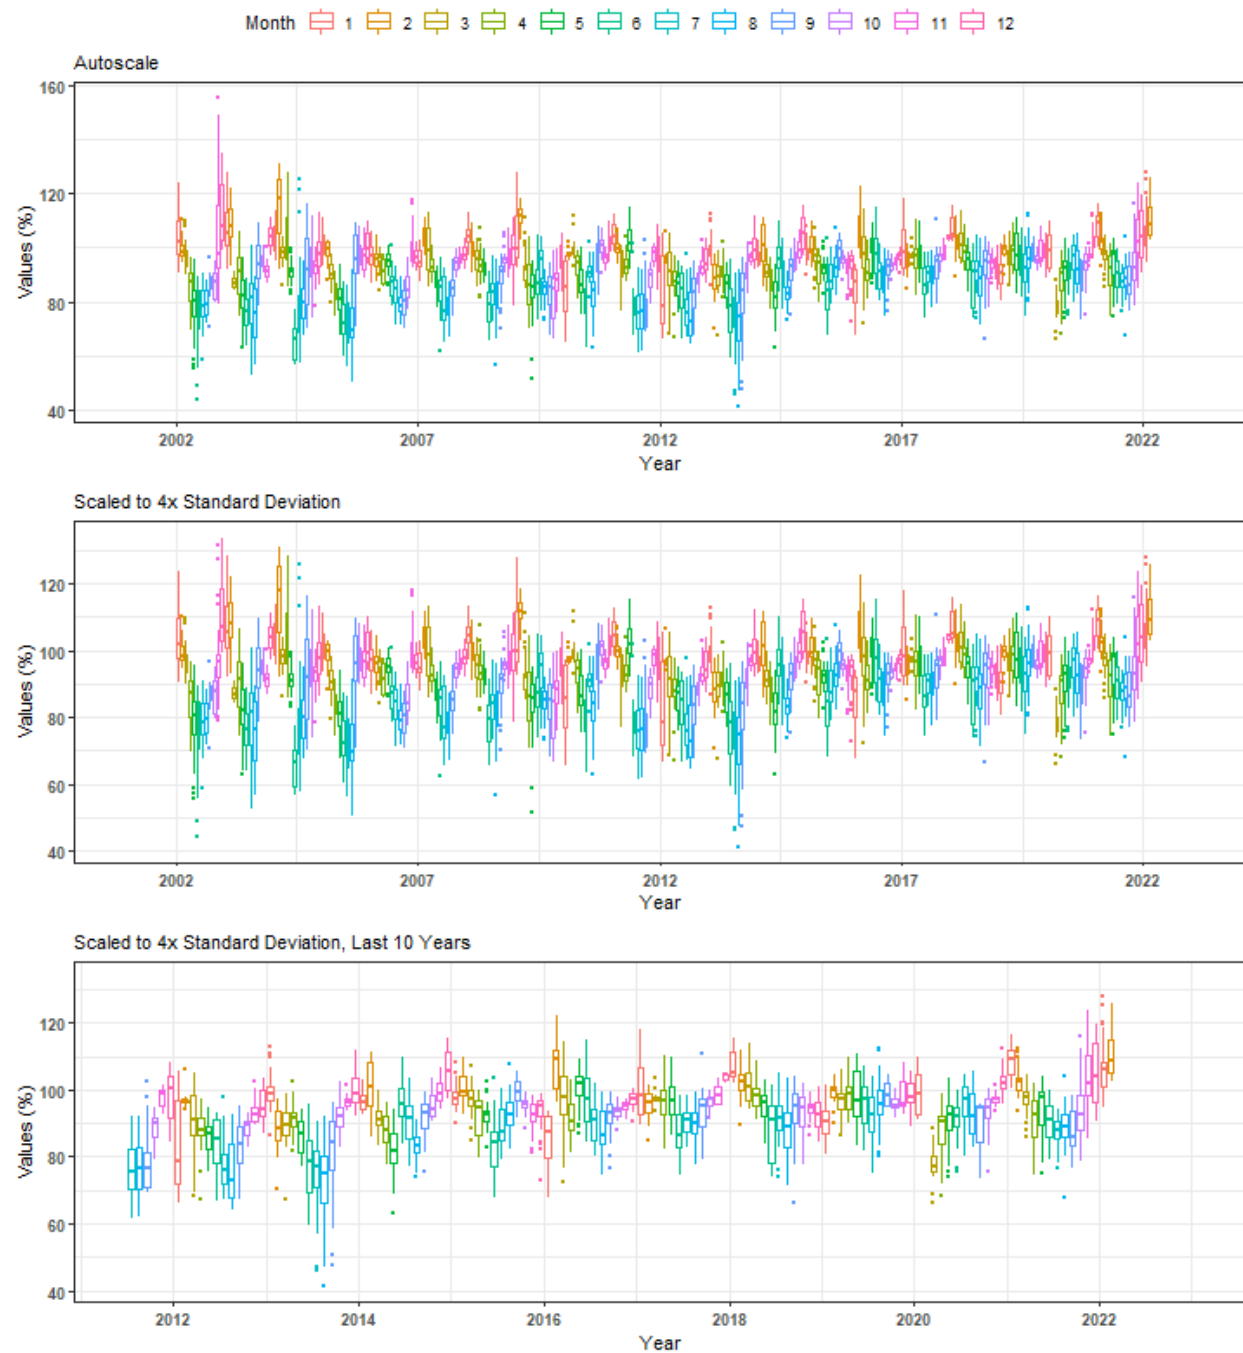 Month 1 2 3 4 5 6 7 8 9 10 11 12
Autoscale
160
120
80
40
Values (%)
2002 2007 2012 2017 2022
Year
Scaled to 4x Standard Deviation
120
100
80
60
40
Values (%)
2002 2007 2012 2017 2022
Year
Scaled to 4x Standard Deviation, Last 10 Years
120
100
80
60
40
Values (%)
2012 2014 2016 2018 2020 2022
Year